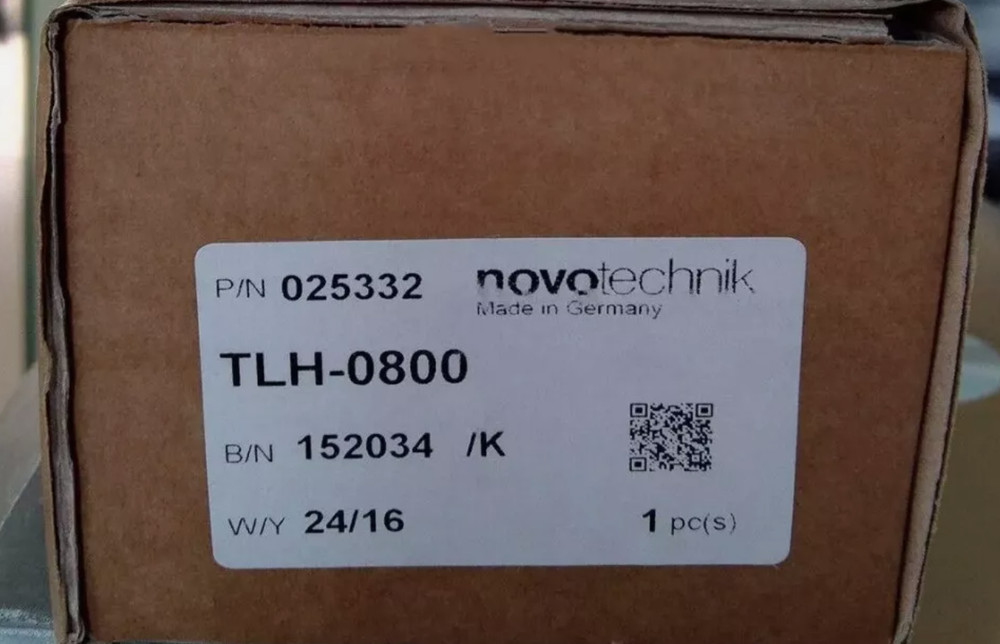 P/N 025332 novotechnik
Made in Germany
TLH-0800
B/N 152034 /K
W/Y 24/16 1 pc(s)